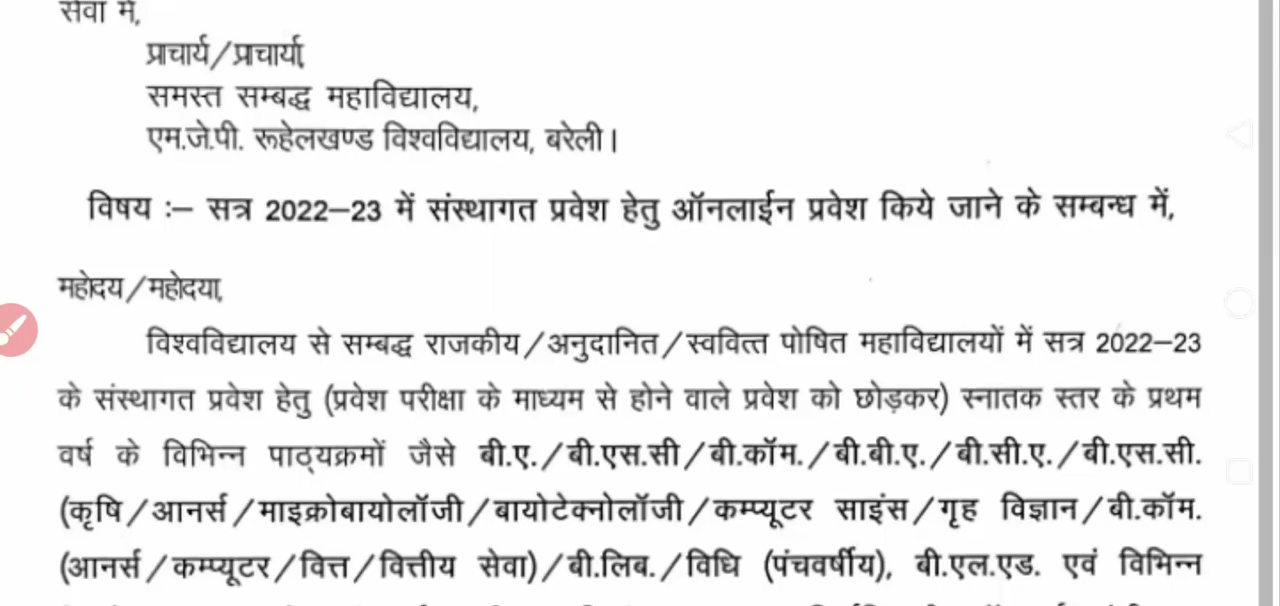 सेवा में,
प्राचार्य/प्राचार्या,
समस्त सम्बद्ध महाविद्यालय,
एम.जे.पी. रूहेलखण्ड विश्वविद्यालय, बरेली।
विषय :– सत्र 2022–23 में संस्थागत प्रवेश हेतु ऑनलाईन प्रवेश किये जाने के सम्बन्ध में,
महोदय/महोदया,
विश्वविद्यालय से सम्बद्ध राजकीय/अनुदानित/स्ववित्त पोषित महाविद्यालयों में सत्र 2022–23
के संस्थागत प्रवेश हेतु (प्रवेश परीक्षा के माध्यम से होने वाले प्रवेश को छोड़कर) स्नातक स्तर के प्रथम
वर्ष के विभिन्न पाठ्यक्रमों जैसे बी.ए./बी.एस.सी/बी.कॉम./बी.बी.ए./बी.सी.ए./बी.एस.सी.
(कृषि/आनर्स/माइक्रोबायोलॉजी/बायोटेक्नोलॉजी/कम्प्यूटर साइंस/गृह विज्ञान/बी.कॉम.
(आनर्स/कम्प्यूटर/वित्त/वित्तीय सेवा)/बी.लिब./विधि (पंचवर्षीय), बी.एल.एड. एवं विभिन्न